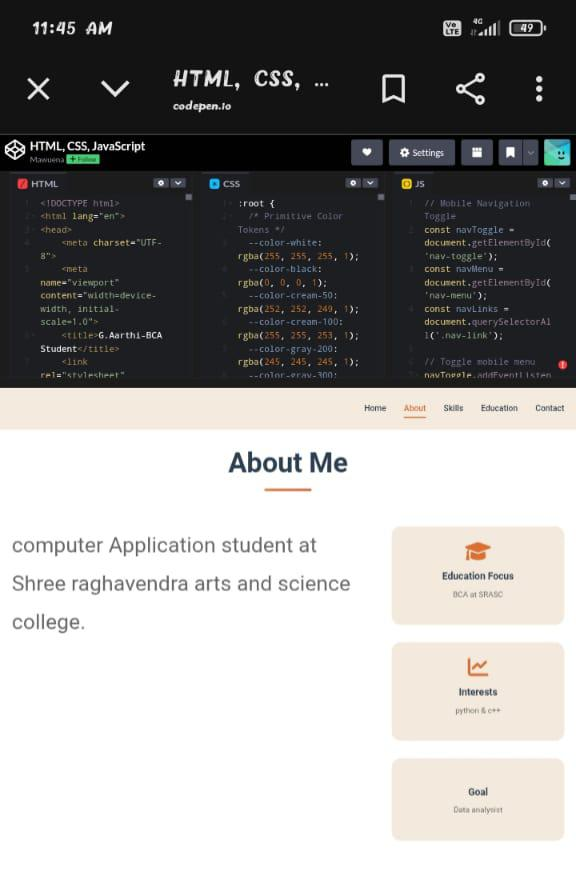 11:45 AM
Vo LTE
4G
49
HTML, CSS, ...
codepen.io
HTML, CSS, JavaScript
Mawuena
+ Follow
Settings
HTML
<!DOCTYPE html>
<html lang="en">
<head>
<meta charset="UTF-
8">
<meta
name="viewport"
content="width=device-
width, initial-
scale=1.0">
<title>G.Aarthi-BCA
Student</title>
<link
rel="stylesheet"
CSS
:root {
/* Primitive Color
Tokens */
--color-white:
rgba(255, 255, 255, 1);
--color-black:
rgba(0, 0, 0, 1);
--color-cream-50:
rgba(252, 252, 249, 1);
--color-cream-100:
rgba(255, 255, 253, 1);
--color-gray-200:
rgba(245, 245, 245, 1);
--color-gray-300:
JS
// Mobile Navigation
Toggle
const navToggle =
document.getElementById(
'nav-toggle');
const navMenu =
document.getElementById(
'nav-menu');
const navLinks =
document.querySelectorAl
l('.nav-link');
// Toggle mobile menu
navToggle.addEventListen
Home About Skills Education Contact
About Me
computer Application student at
Shree raghavendra arts and science
college.
Education Focus
BCA at SRASC
Interests
python & c++
Goal
Data analysist